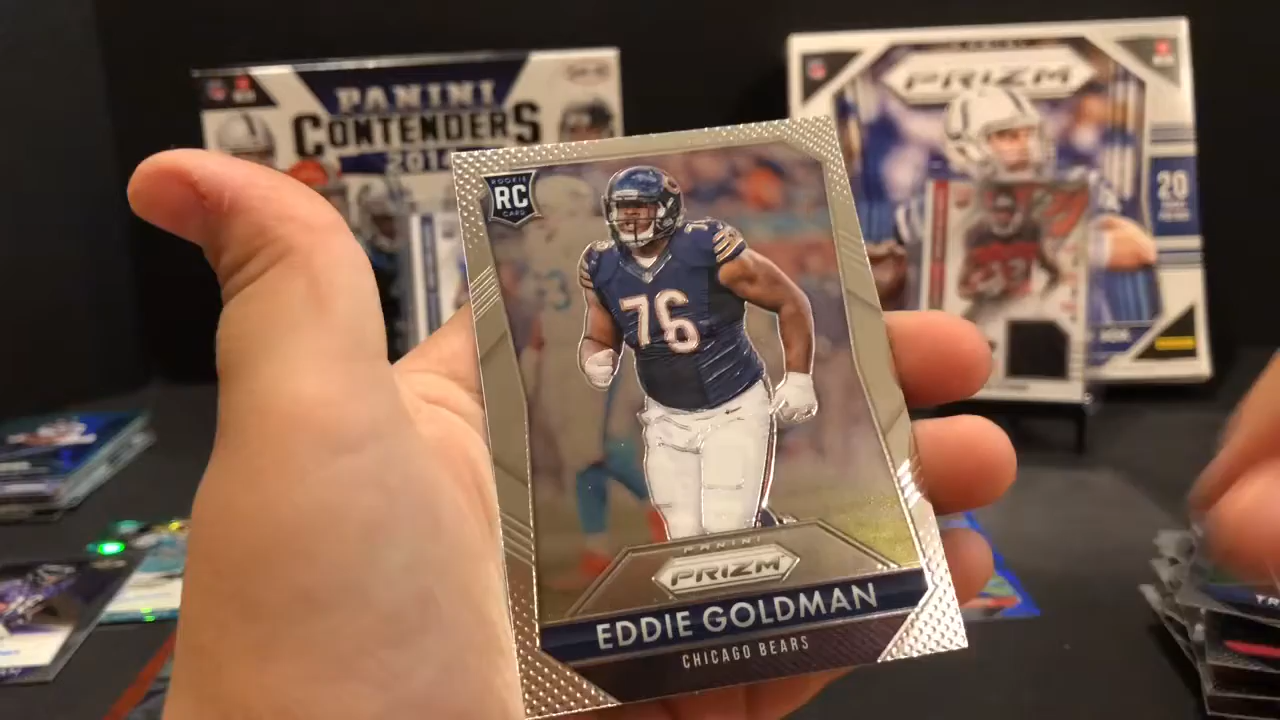 PANINI
CONTENDERS
PRIZM
20
ROOKIE
RC
CARD
76
PANINI
PRIZM
EDDIE GOLDMAN
CHICAGO BEARS